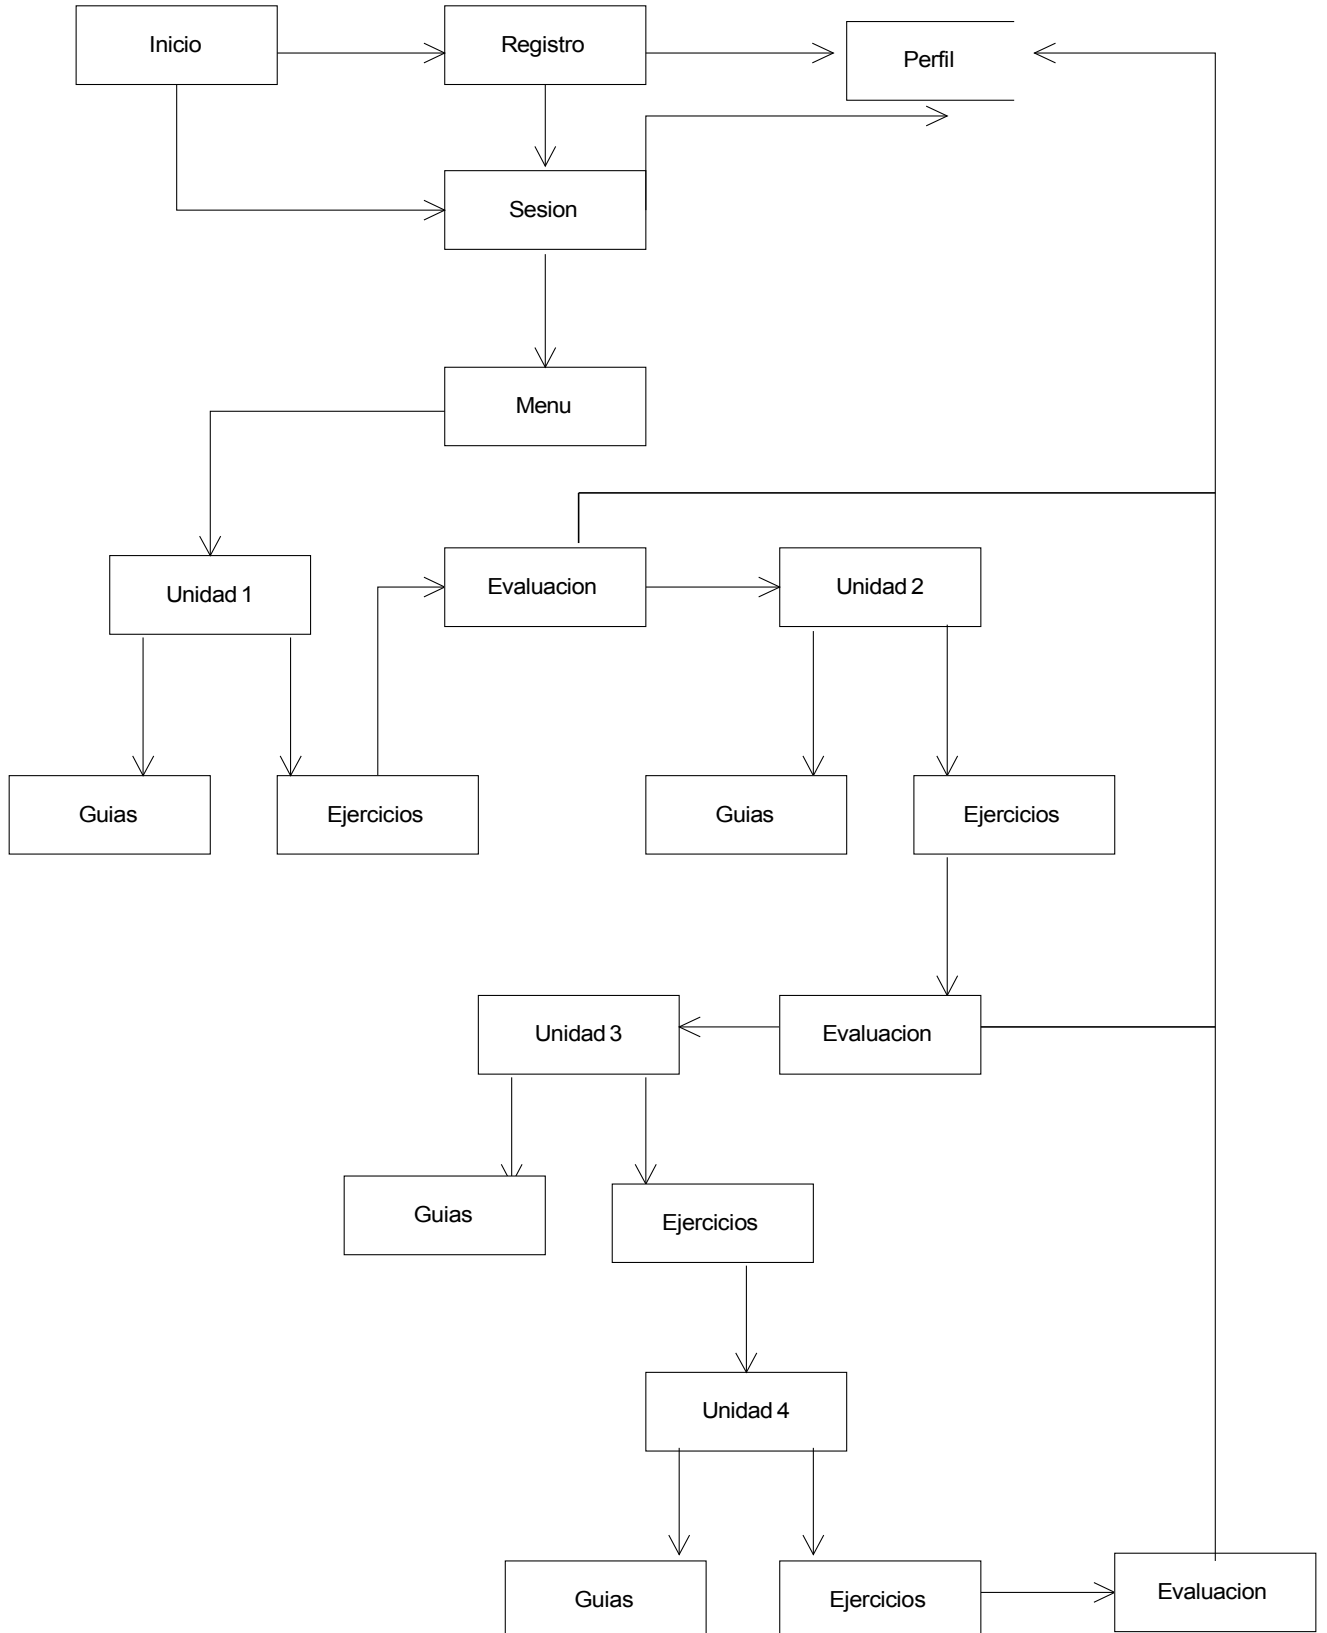 Inicio
Registro
Perfil
Sesion
Menu
Evaluacion
Unidad 2
Unidad 1
Guias
Ejercicios
Guias
Ejercicios
Unidad 3
Evaluacion
Guias
Ejercicios
Unidad 4
Guias
Ejercicios
Evaluacion